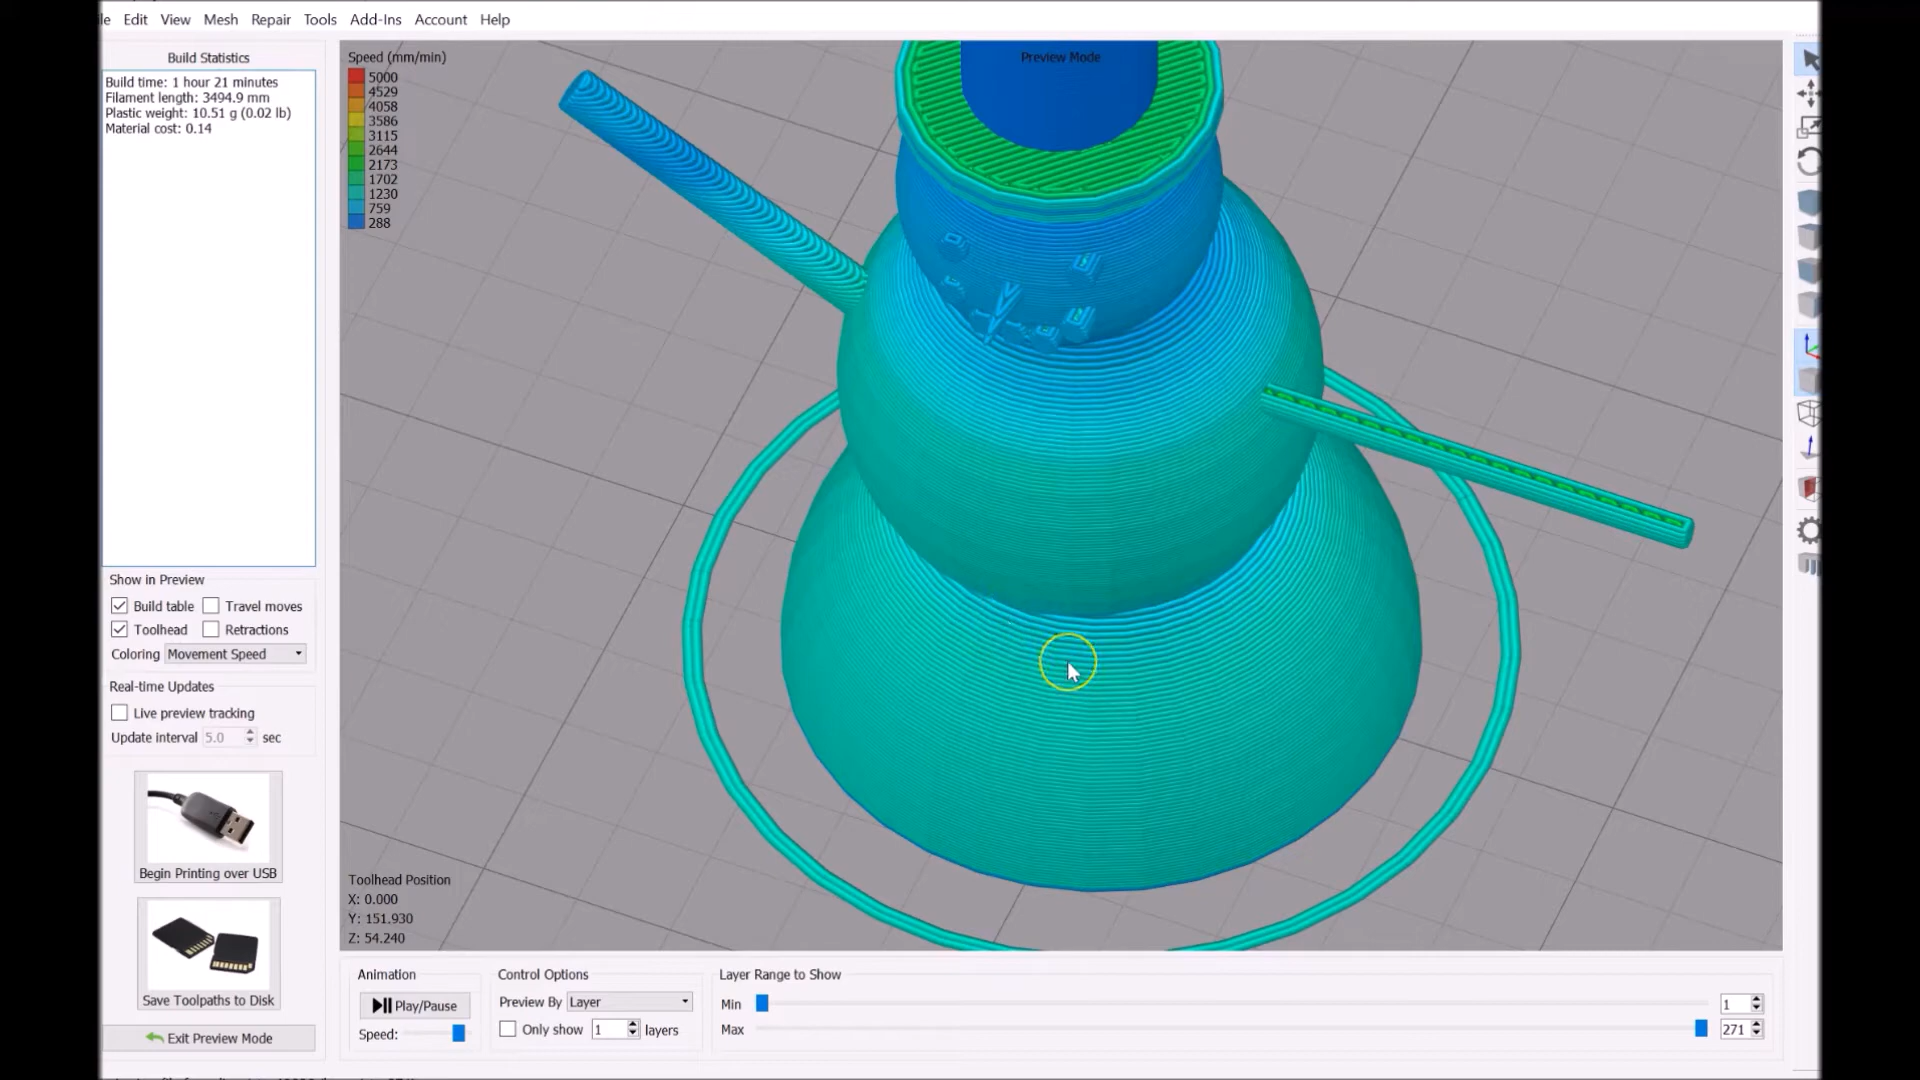 Edit View Mesh Repair Tools Add-Ins Account Help
Build Statistics
Build time: 1 hour 21 minutes
Filament length: 3494.9 mm
Plastic weight: 10.51 g (0.02 lb)
Material cost: 0.14
Speed (mm/min)
5000
4529
4058
3586
3115
2644
2173
1702
1230
759
288
Preview Mode
Show in Preview
Build table Travel moves
Toolhead Retractions
Coloring Movement Speed
Real-time Updates
Live preview tracking
Update interval 5.0 sec
Begin Printing over USB
Save Toolpaths to Disk
Exit Preview Mode
Toolhead Position
X: 0.000
Y: 151.930
Z: 54.240
Animation
Play/Pause
Speed:
Control Options
Preview By Layer
Only show 1 layers
Layer Range to Show
Min 1
Max 271